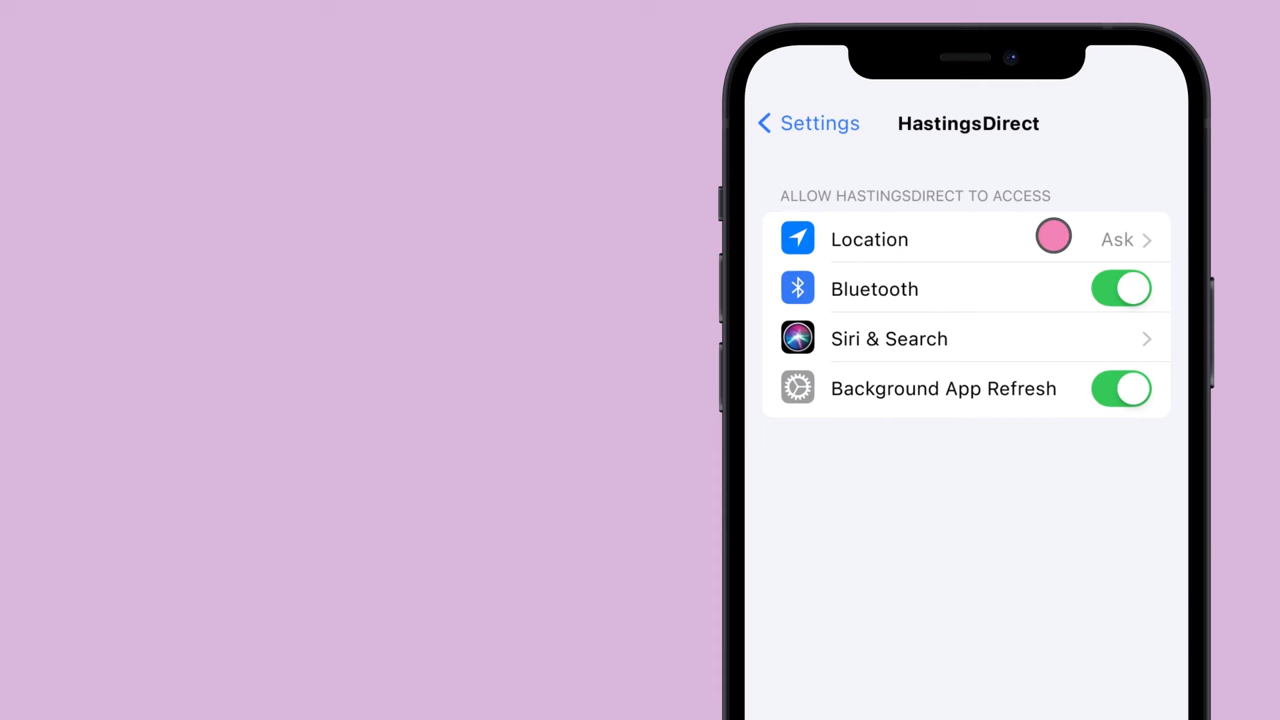 Settings
HastingsDirect
ALLOW HASTINGSDIRECT TO ACCESS
Location Ask
Bluetooth
Siri & Search
Background App Refresh